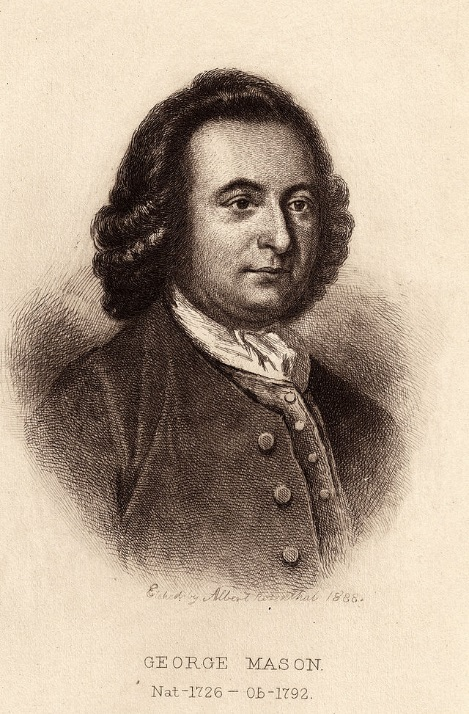 Etched by Albert Rosenthal 1888.
GEORGE MASON.
Nat-1726 — Ob-1792.